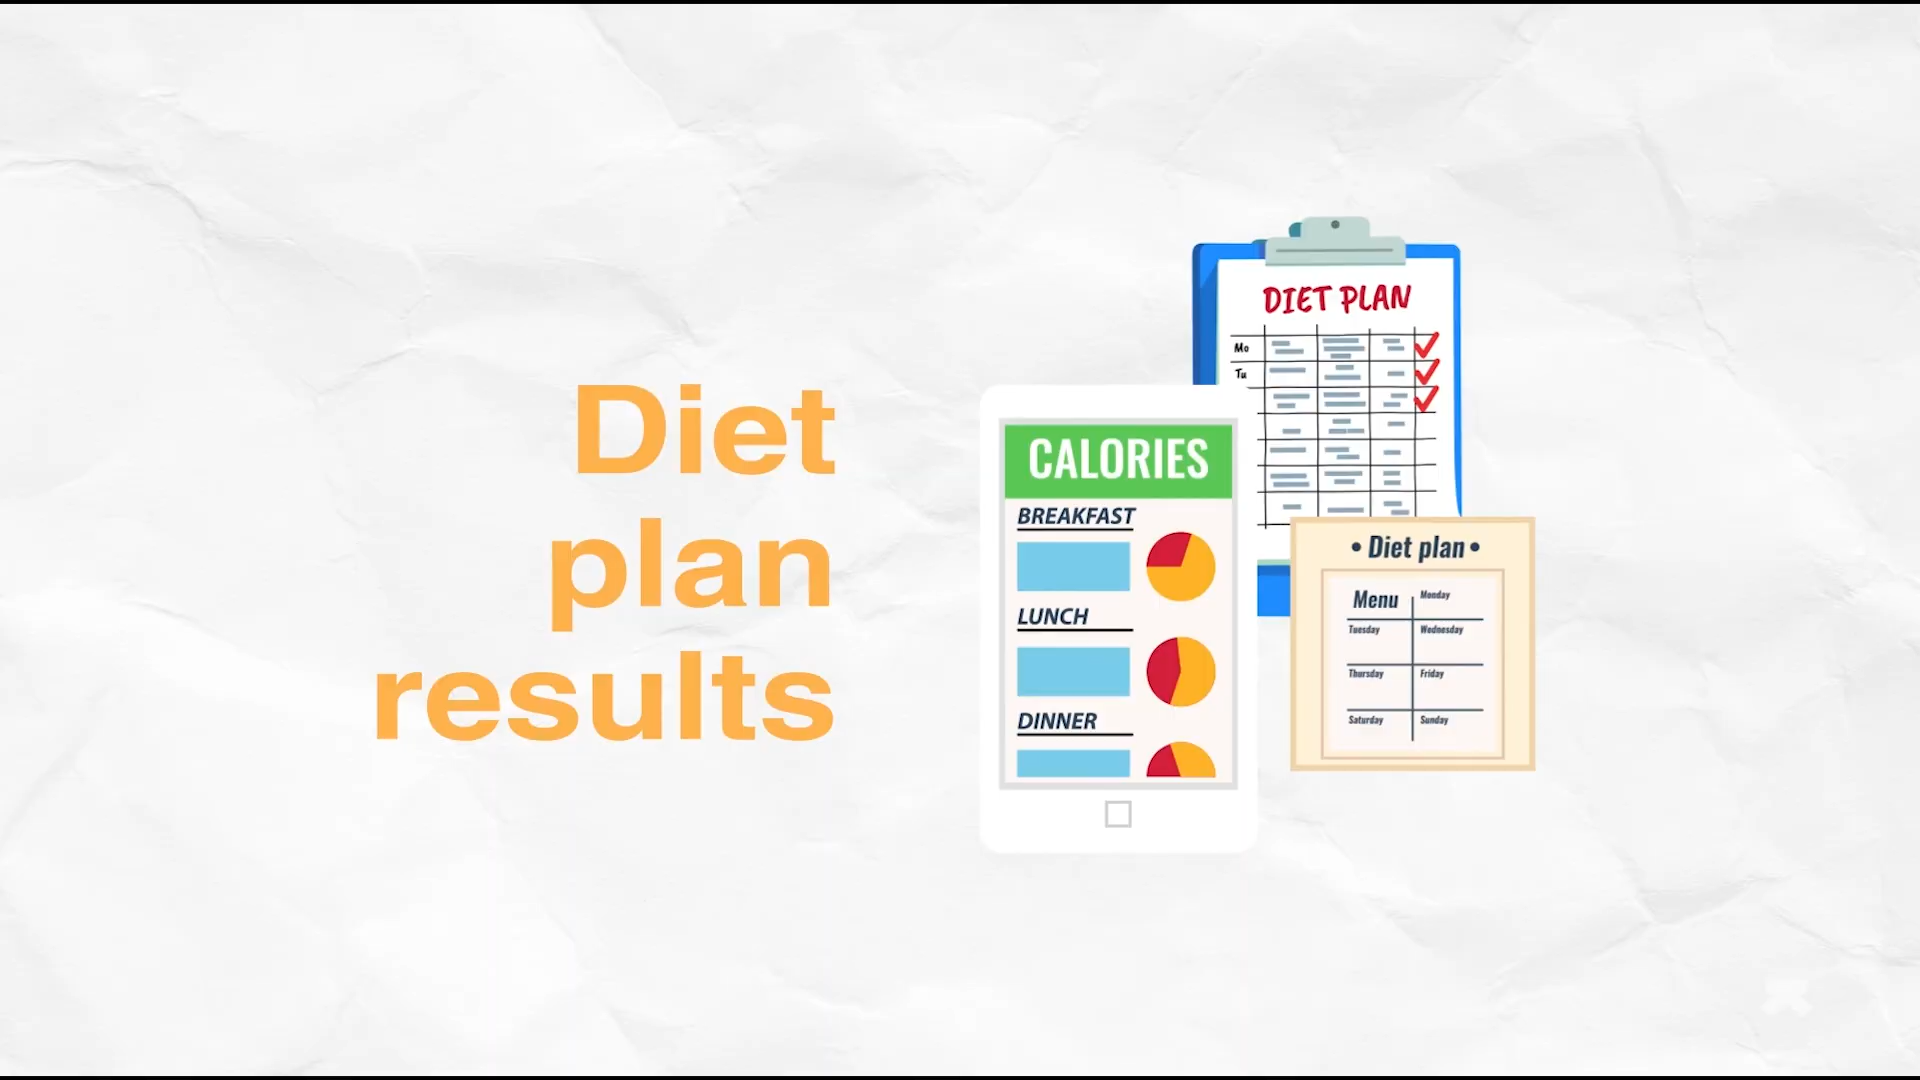 Diet
plan
results
DIET PLAN
Mo
Tu
CALORIES
BREAKFAST
LUNCH
DINNER
• Diet plan •
Menu
Monday
Tuesday
Wednesday
Thursday
Friday
Saturday
Sunday